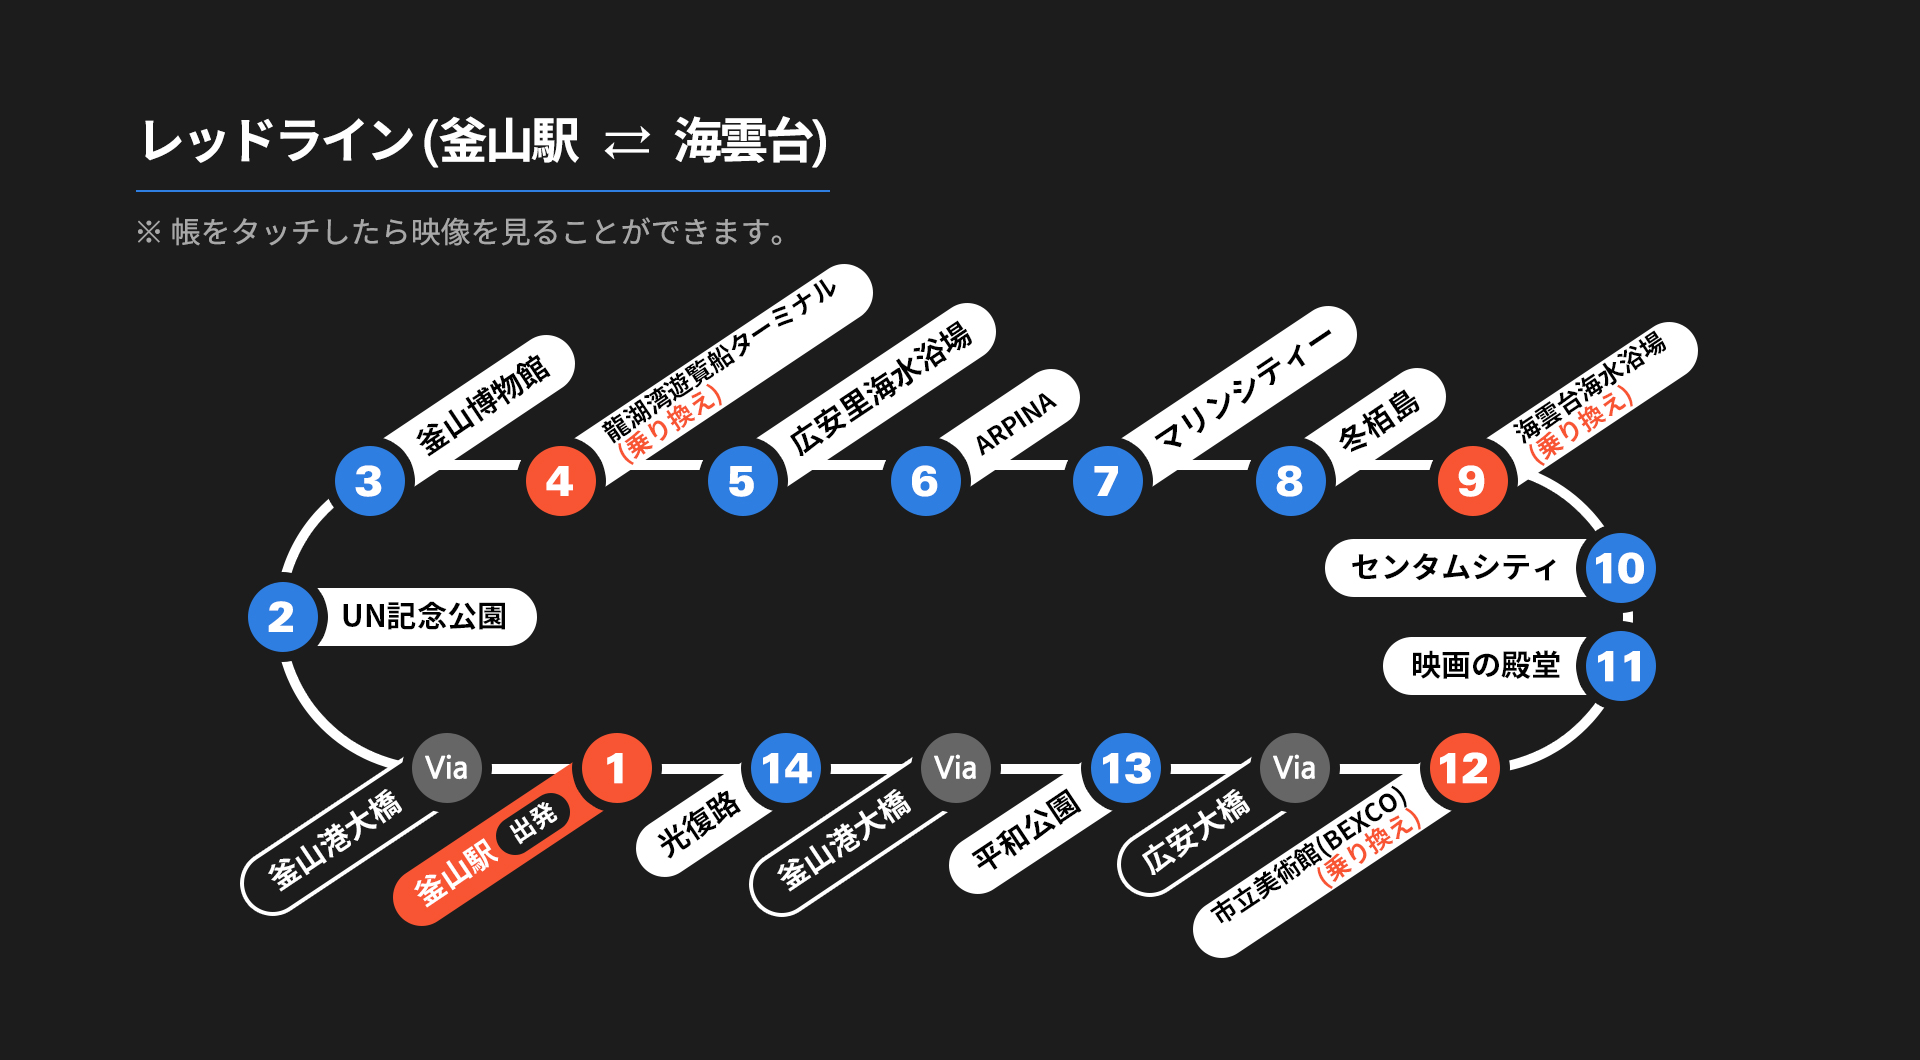 レッドライン (釜山駅 ⇄ 海雲台)
※ 帳をタッチしたら映像を見ることができます。
3
釜山博物館
4
龍湖湾遊覧船ターミナル
(乗り換え)
5
広安里海水浴場
6
ARPINA
7
マリンシティー
8
冬栢島
9
海雲台海水浴場
(乗り換え)
センタムシティ
10
2
UN記念公園
映画の殿堂
11
Via
釜山港大橋
1
釜山駅 出発
14
光復路
Via
釜山港大橋
13
平和公園
Via
広安大橋
12
市立美術館(BEXCO)
(乗り換え)